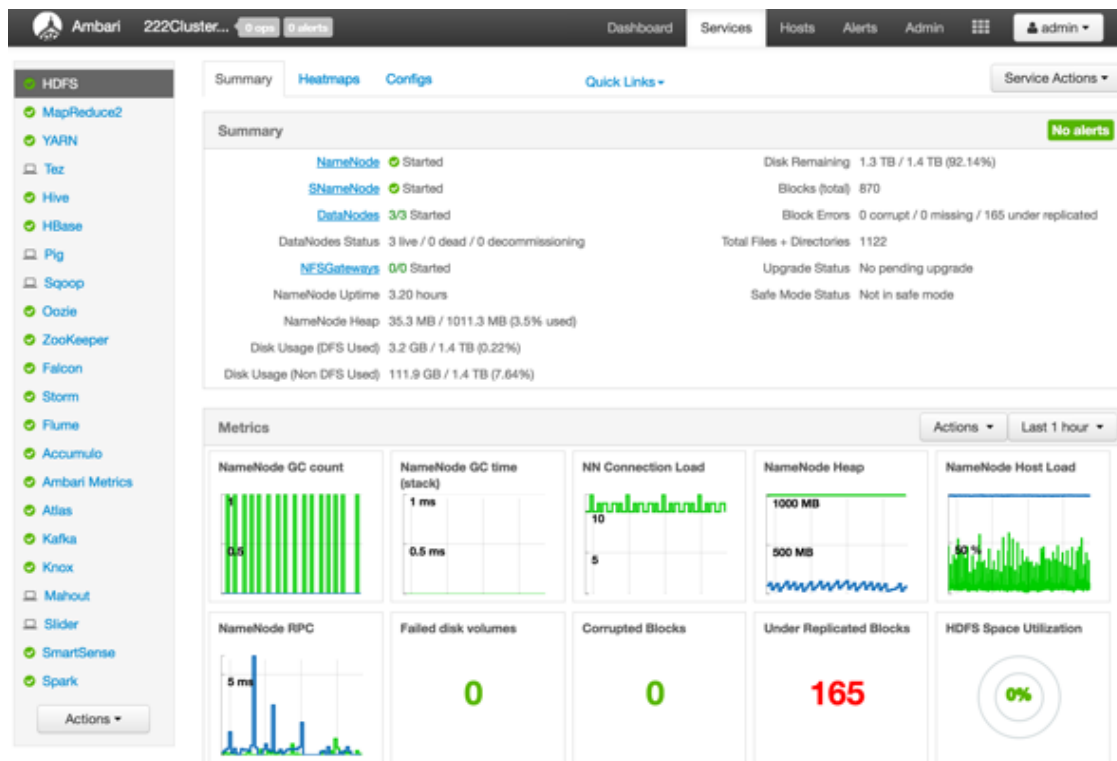 Ambari 222Cluster... 0 ops 0 alerts Dashboard Services Hosts Alerts Admin admin
HDFS
MapReduce2
YARN
Tez
Hive
HBase
Pig
Sqoop
Oozie
ZooKeeper
Falcon
Storm
Flume
Accumulo
Ambari Metrics
Atlas
Kafka
Knox
Mahout
Slider
SmartSense
Spark
Actions
Summary Heatmaps Configs Quick Links Service Actions
Summary No alerts
NameNode Started
SNameNode Started
DataNodes 3/3 Started
DataNodes Status 3 live / 0 dead / 0 decommissioning
NFSGateways 0/0 Started
NameNode Uptime 3.20 hours
NameNode Heap 35.3 MB / 1011.3 MB (3.5% used)
Disk Usage (DFS Used) 3.2 GB / 1.4 TB (0.22%)
Disk Usage (Non DFS Used) 111.9 GB / 1.4 TB (7.64%)
Disk Remaining 1.3 TB / 1.4 TB (92.14%)
Blocks (total) 870
Block Errors 0 corrupt / 0 missing / 165 under replicated
Total Files + Directories 1122
Upgrade Status No pending upgrade
Safe Mode Status Not in safe mode
Metrics Actions Last 1 hour
NameNode GC count
1
0.5
NameNode GC time
(stack)
1 ms
0.5 ms
NN Connection Load
10
5
NameNode Heap
1000 MB
500 MB
NameNode Host Load
50 %
NameNode RPC
5 ms
Failed disk volumes
0
Corrupted Blocks
0
Under Replicated Blocks
165
HDFS Space Utilization
0%